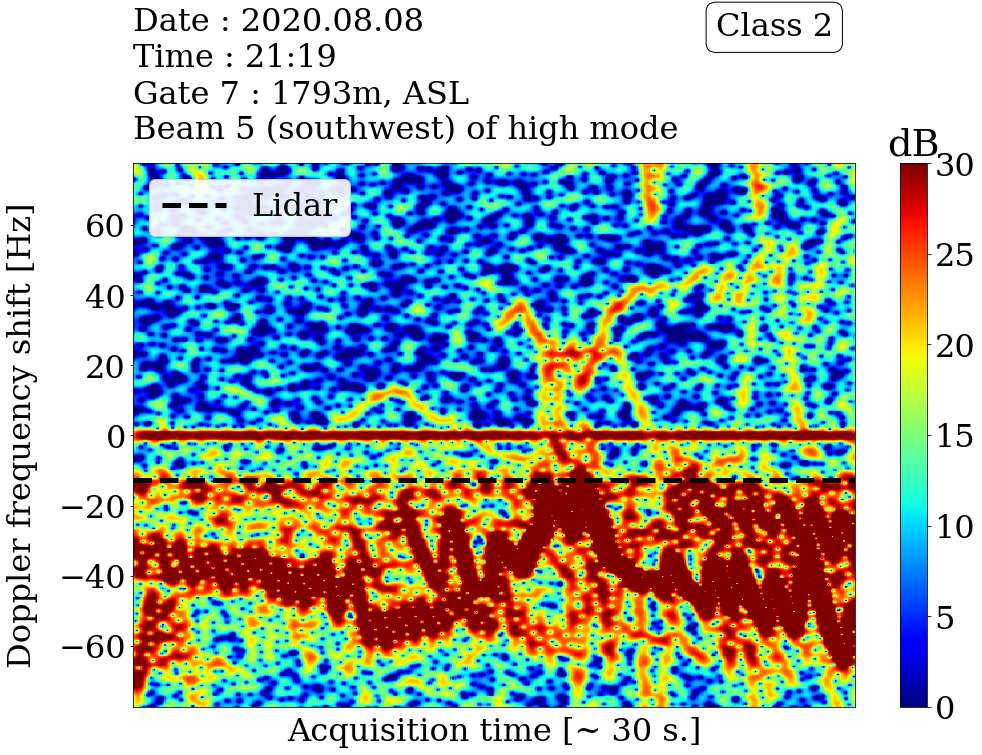 Date : 2020.08.08
Time : 21:19
Gate 7 : 1793m, ASL
Beam 5 (southwest) of high mode
Class 2
dB
Lidar
Doppler frequency shift [Hz]
60
40
20
0
−20
−40
−60
Acquisition time [~ 30 s.]
30
25
20
15
10
5
0